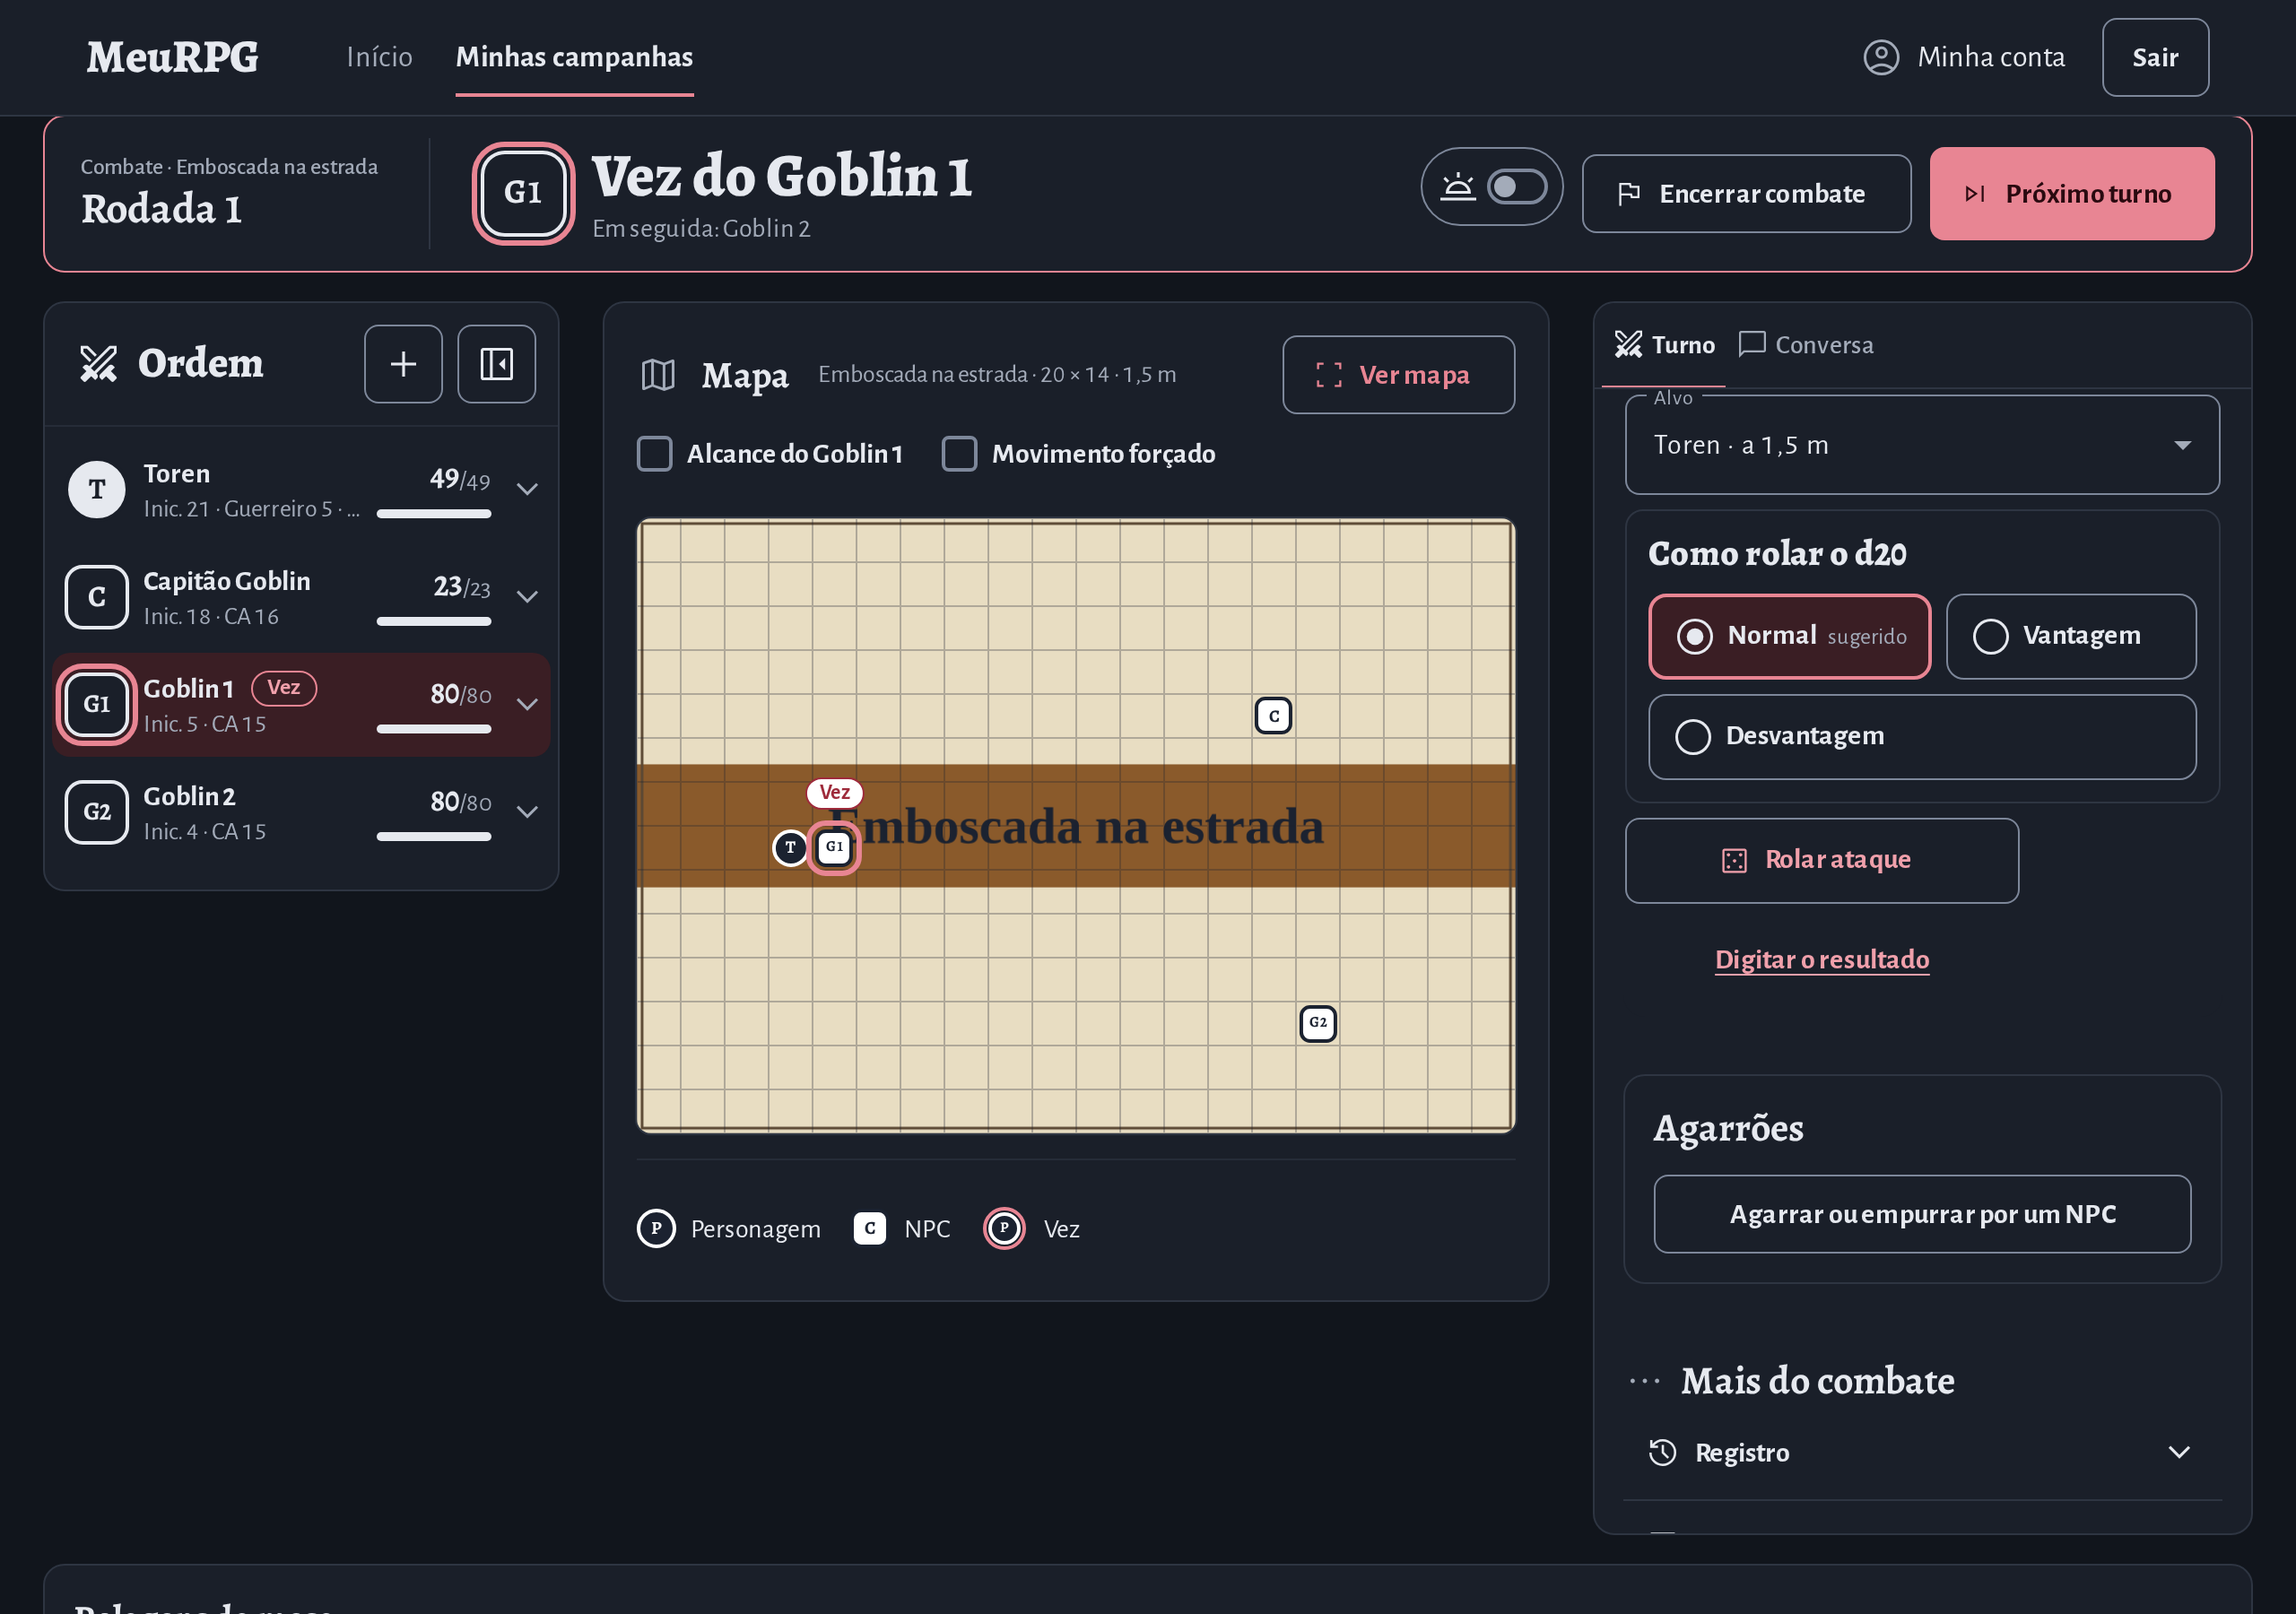 MeuRPG
Início
Minhas campanhas
Minha conta
Sair
Combate · Emboscada na estrada
Rodada 1
G1
Vez do Goblin 1
Em seguida: Goblin 2
Encerrar combate
Próximo turno
Ordem
T
Toren
Inic. 21 · Guerreiro 5 · ...
49/49
C
Capitão Goblin
Inic. 18 · CA 16
23/23
G1
Goblin 1
Vez
Inic. 5 · CA 15
80/80
G2
Goblin 2
Inic. 4 · CA 15
80/80
Mapa
Emboscada na estrada · 20 × 14 · 1,5 m
Ver mapa
Alcance do Goblin 1
Movimento forçado
C
Vez
Emboscada na estrada
T
G1
G2
P
Personagem
C
NPC
P
Vez
Turno
Conversa
Alvo
Toren · a 1,5 m
Como rolar o d20
Normal sugerido
Vantagem
Desvantagem
Rolar ataque
Digitar o resultado
Agarrões
Agarrar ou empurrar por um NPC
Mais do combate
Registro